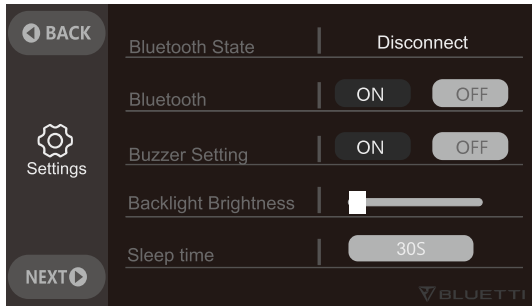 BACK
Bluetooth State
Disconnect
Bluetooth
ON
OFF
Settings
Buzzer Setting
ON
OFF
Backlight Brightness
Sleep time
30S
NEXT
BLUETTI